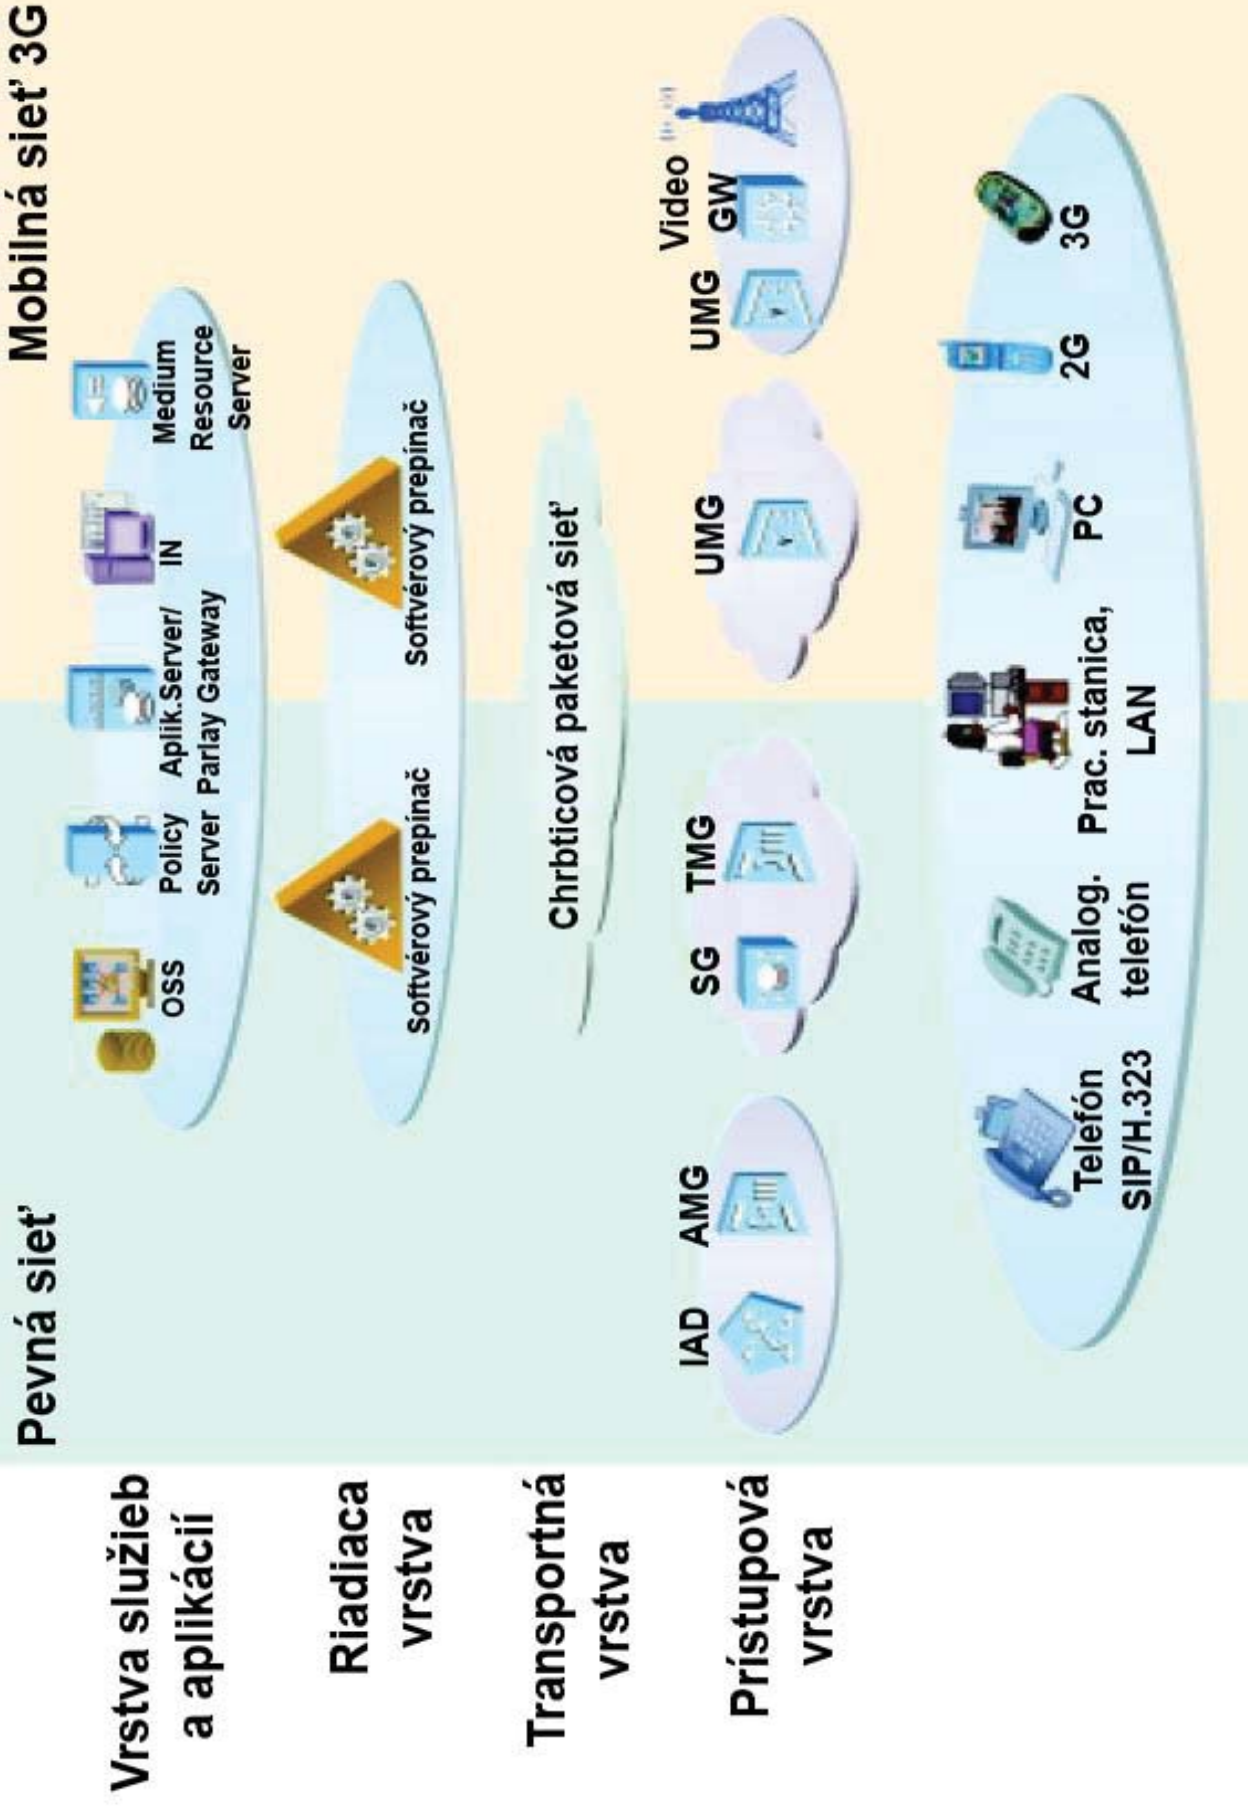 Pevná sieť
Mobilná sieť 3G
Vrstva služieb
a aplikácií
OSS
Policy
Server
Aplik.Server/
Parlay Gateway
IN
Medium
Resource
Server
Riadiaca
vrstva
Softvérový prepínač
Softvérový prepínač
Transportná
vrstva
Chrbticová paketová sieť
Prístupová
vrstva
IAD
AMG
SG
TMG
UMG
UMG
Video
GW
Telefón
SIP/H.323
Analog.
telefón
Prac. stanica,
LAN
PC
2G
3G